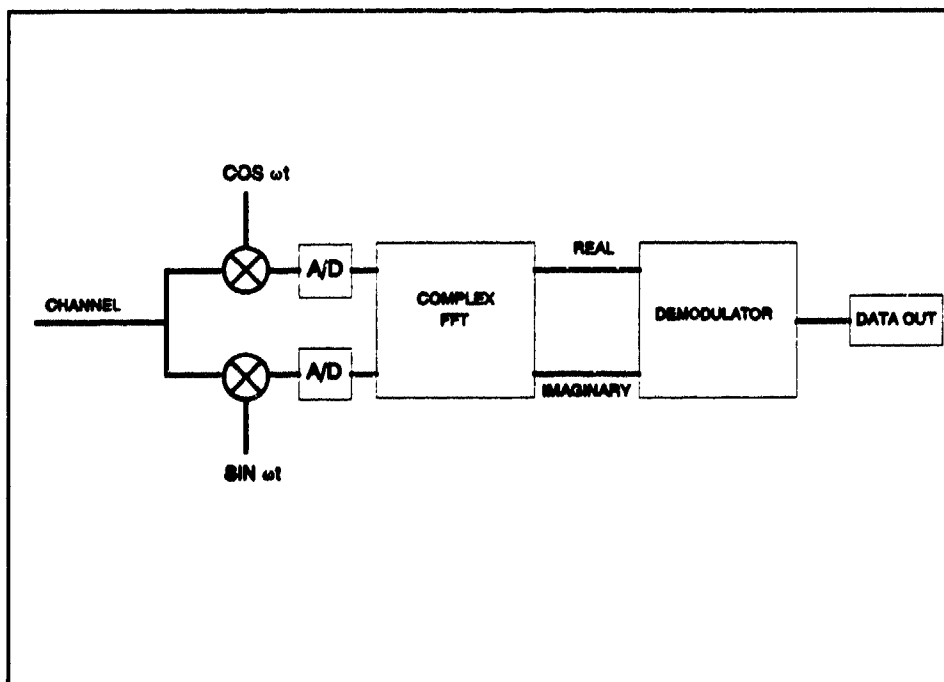 COS ωt
CHANNEL
A/D
A/D
COMPLEX
FFT
REAL
IMAGINARY
DEMODULATOR
DATA OUT
SIN ωt